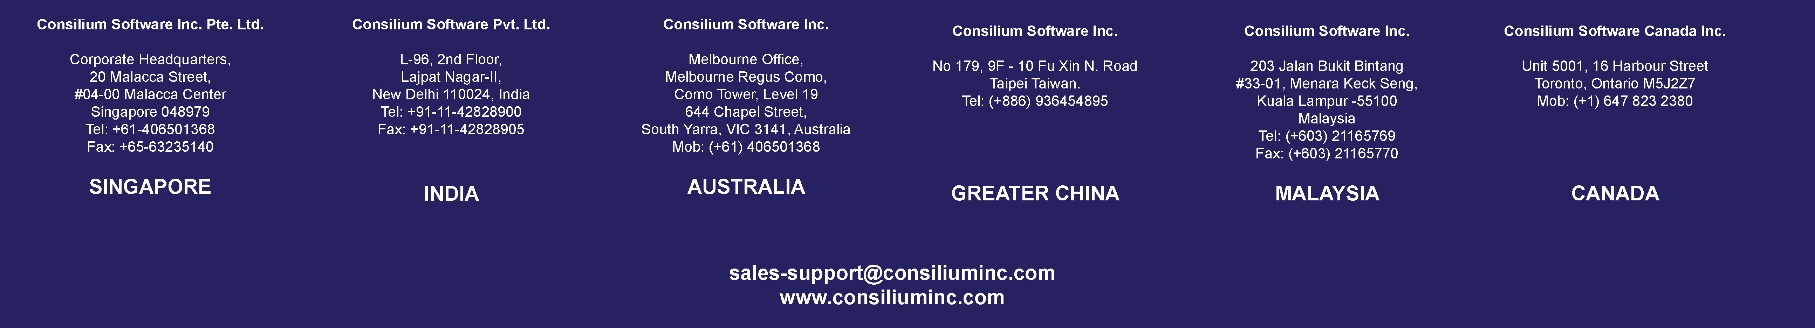 Consilium Software Inc. Pte. Ltd.
Corporate Headquarters,
20 Malacca Street,
#04-00 Malacca Center
Singapore 048979
Tel: +61-406501368
Fax: +65-63235140
SINGAPORE
Consilium Software Pvt. Ltd.
L-96, 2nd Floor,
Lajpat Nagar-II,
New Delhi 110024, India
Tel: +91-11-42828900
Fax: +91-11-42828905
INDIA
Consilium Software Inc.
Melbourne Office,
Melbourne Regus Como,
Como Tower, Level 19
644 Chapel Street,
South Yarra, VIC 3141, Australia
Mob: (+61) 406501368
AUSTRALIA
Consilium Software Inc.
No 179, 9F - 10 Fu Xin N. Road
Taipei Taiwan.
Tel: (+886) 936454895
GREATER CHINA
Consilium Software Inc.
203 Jalan Bukit Bintang
#33-01, Menara Keck Seng,
Kuala Lampur -55100
Malaysia
Tel: (+603) 21165769
Fax: (+603) 21165770
MALAYSIA
Consilium Software Canada Inc.
Unit 5001, 16 Harbour Street
Toronto, Ontario M5J2Z7
Mob: (+1) 647 823 2380
CANADA
sales-support@consiliuminc.com
www.consiliuminc.com